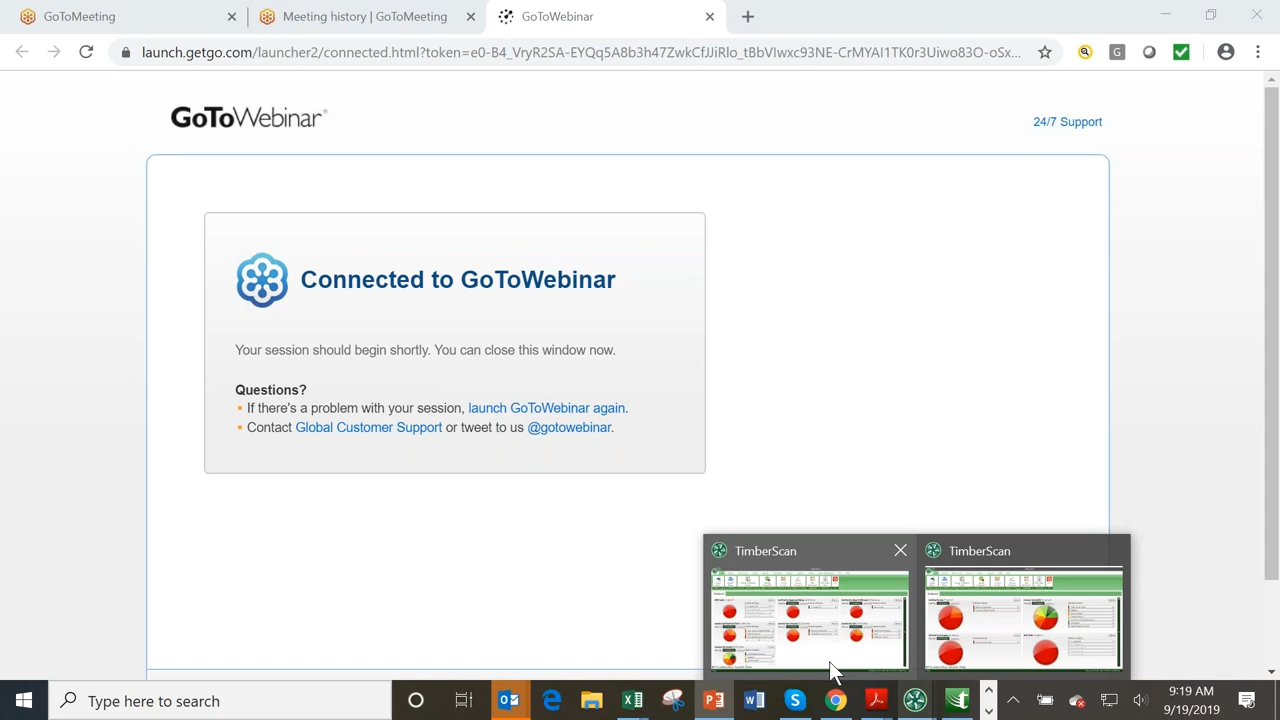 GoToMeeting
Meeting history | GoToMeeting
GoToWebinar
launch.getgo.com/launcher2/connected.html?token=e0-B4_VryR2SA-EYQq5A8b3h47ZwkCfJJiRlo_tBbVIwxc93NE-CrMYAI1TK0r3Uiwo83O-oSx...
G
GoToWebinar
24/7 Support
Connected to GoToWebinar
Your session should begin shortly. You can close this window now.
Questions?
• If there's a problem with your session, launch GoToWebinar again.
• Contact Global Customer Support or tweet to us @gotowebinar.
TimberScan
TimberScan
Type here to search
9:19 AM
9/19/2019